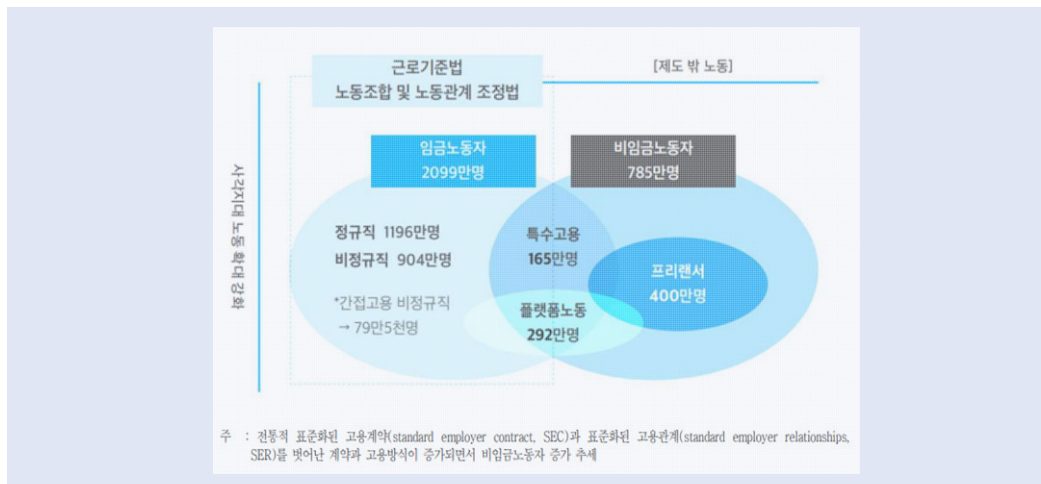 근로기준법
노동조합 및 노동관계 조정법
[제도 밖 노동]
사각지대 노동 확대 강화
임금노동자
2099만명
비임금노동자
785만명
정규직 1196만명
비정규직 904만명
*간접고용 비정규직
→ 79만5천명
특수고용
165만명
프리랜서
400만명
플랫폼노동
292만명
주 : 전통적 표준화된 고용계약(standard employer contract, SEC)과 표준화된 고용관계(standard employer relationships,
SER)를 벗어난 계약과 고용방식이 증가되면서 비임금노동자 증가 추세